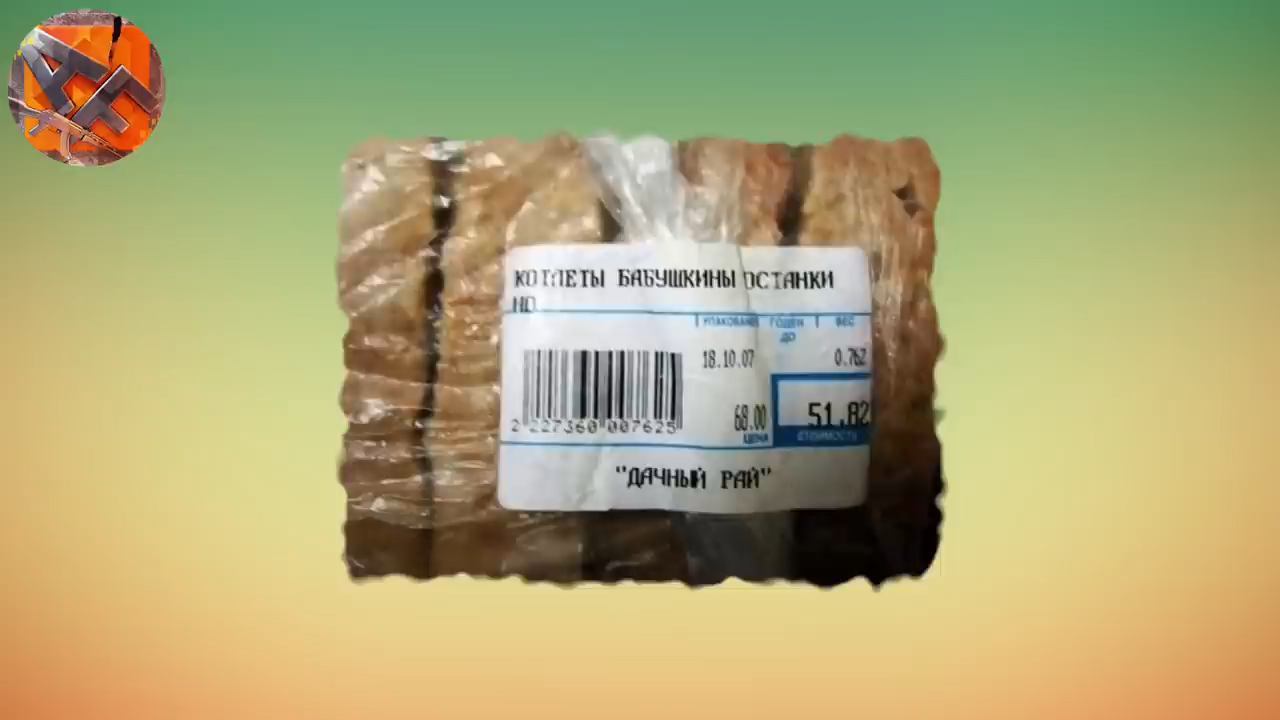 КОТЛЕТЫ БАБУШКИНЫ ОСТАНКИ
НО
УПАКОВАНО ГОДЕН ДО ВЕС
18.10.07 0.762
68.00 51,82
ЦЕНА СТОИМОСТЬ
2 227360 007625
"ДАЧНЫЙ РАЙ"